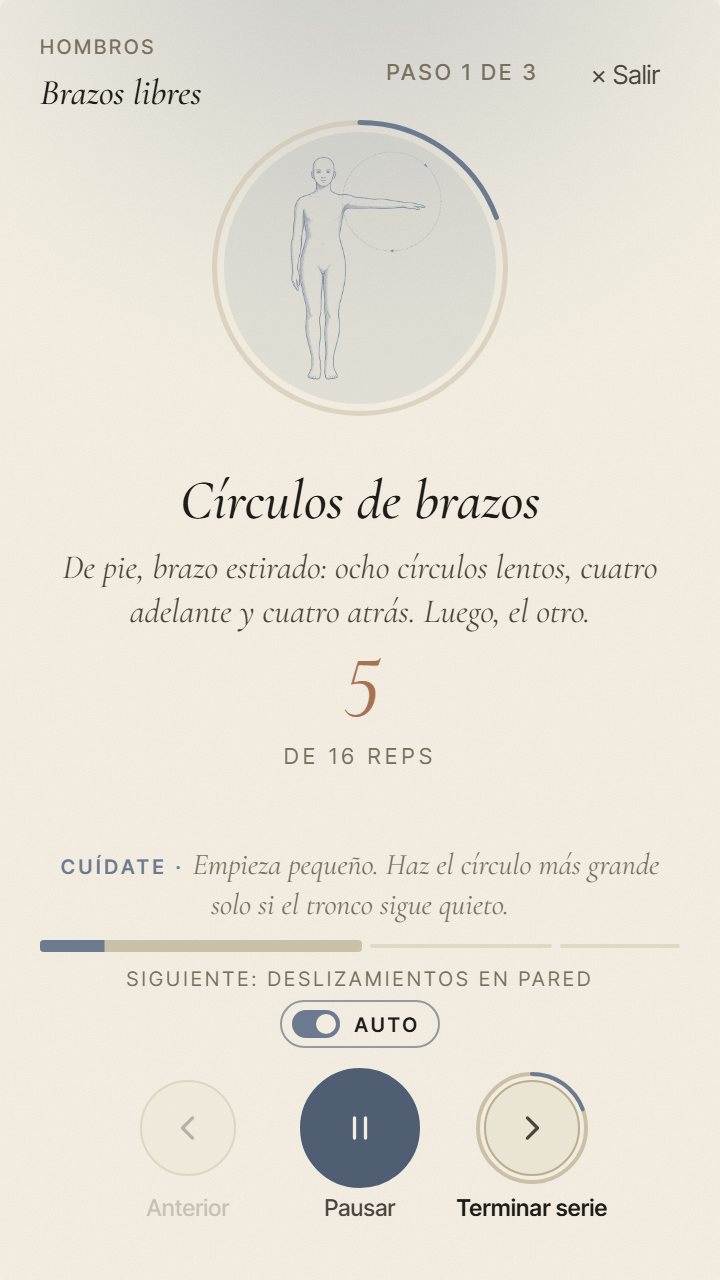 HOMBROS
Brazos libres
PASO 1 DE 3
× Salir
Círculos de brazos
De pie, brazo estirado: ocho círculos lentos, cuatro
adelante y cuatro atrás. Luego, el otro.
5
DE 16 REPS
CUÍDATE · Empieza pequeño. Haz el círculo más grande
solo si el tronco sigue quieto.
SIGUIENTE: DESLIZAMIENTOS EN PARED
AUTO
Anterior
Pausar
Terminar serie